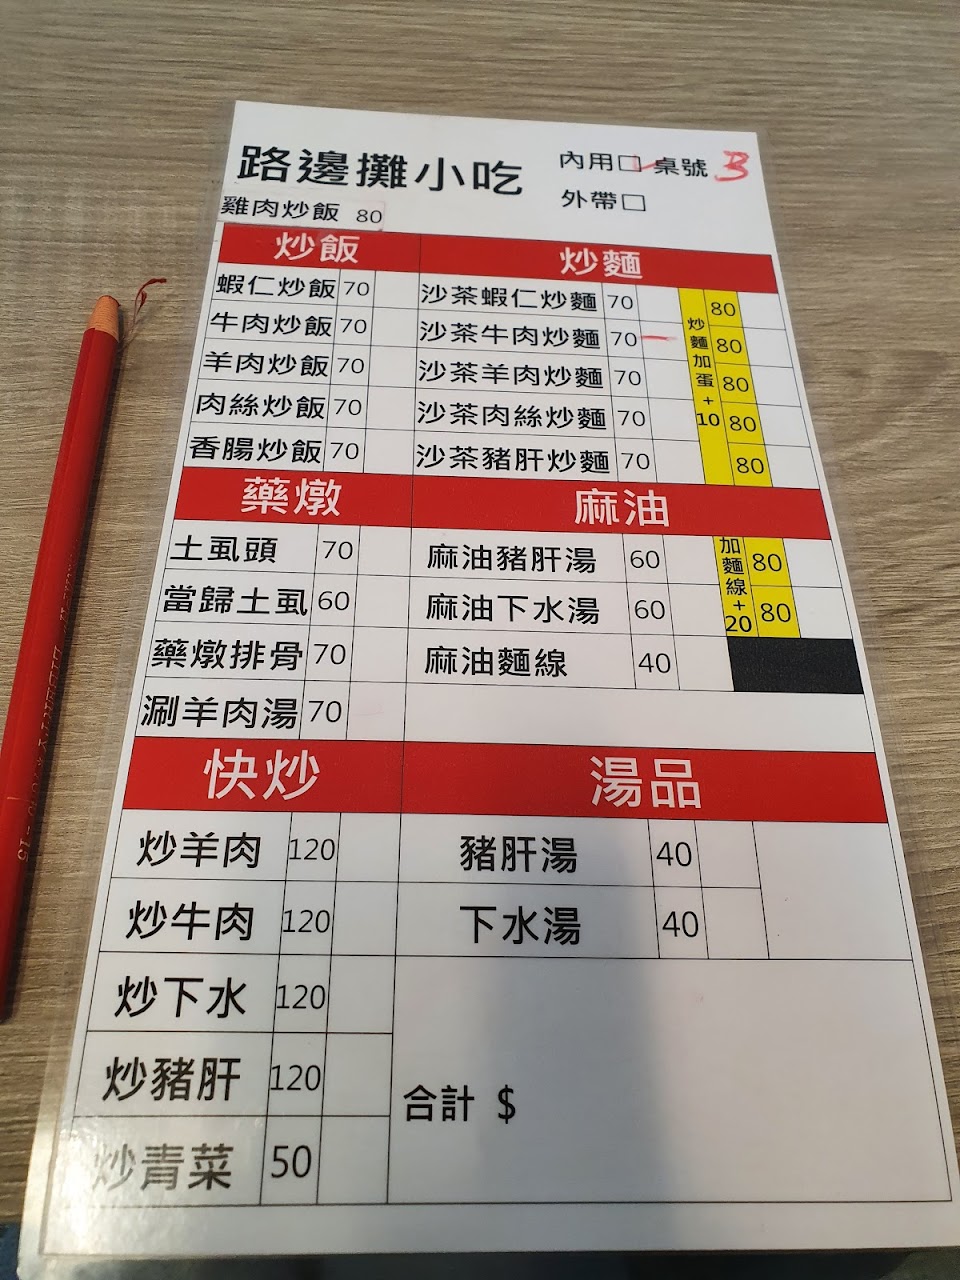 路邊攤小吃
內用□ 桌號 B
外帶□
雞肉炒飯 80
炒飯 炒麵
蝦仁炒飯 70 沙茶蝦仁炒麵 70 80
牛肉炒飯 70 沙茶牛肉炒麵 70 80
羊肉炒飯 70 沙茶羊肉炒麵 70 80
肉絲炒飯 70 沙茶肉絲炒麵 70 80
香腸炒飯 70 沙茶豬肝炒麵 70 80
炒麵加蛋+10
藥燉 麻油
土虱頭 70 麻油豬肝湯 60 80
當歸土虱 60 麻油下水湯 60 80
加麵線+20
藥燉排骨 70 麻油麵線 40
涮羊肉湯 70
快炒 湯品
炒羊肉 120 豬肝湯 40
炒牛肉 120 下水湯 40
炒下水 120
炒豬肝 120
合計 $
炒青菜 50